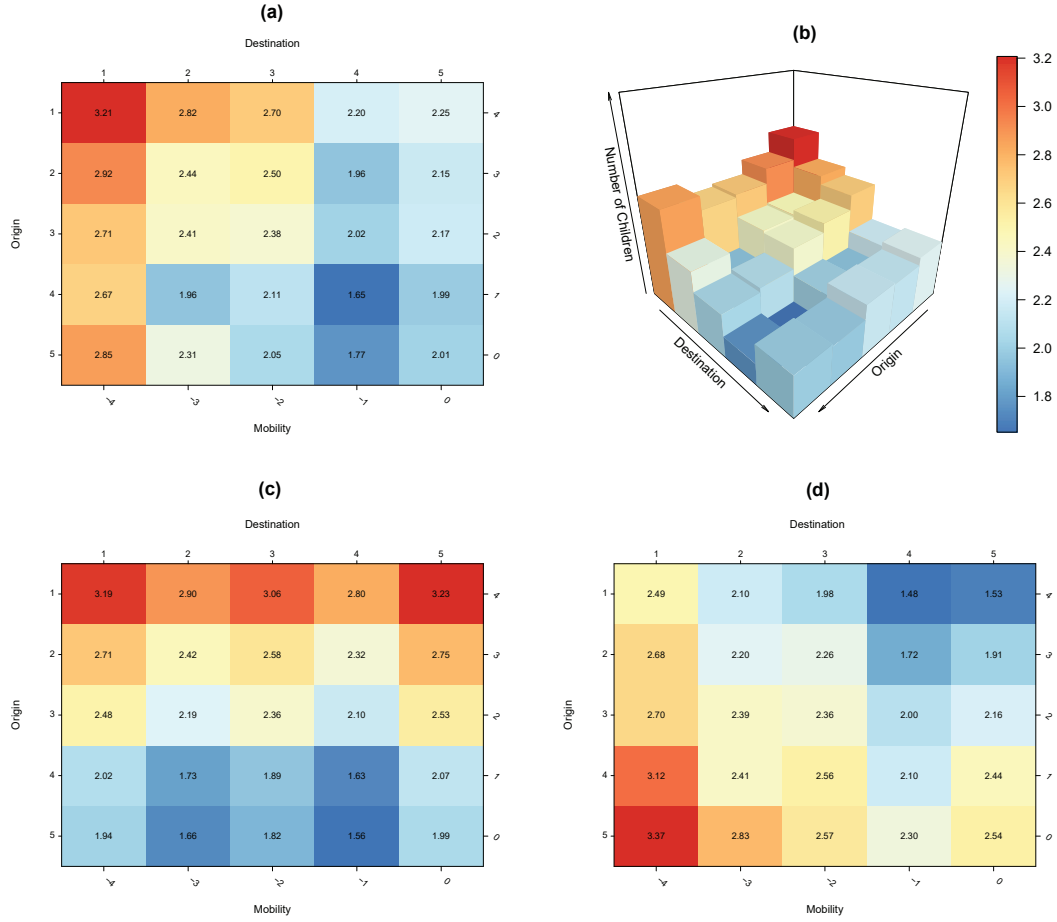 (a)
Destination
1 2 3 4 5
1 3.21 2.82 2.70 2.20 2.25 4
2 2.92 2.44 2.50 1.96 2.15 3
Origin
3 2.71 2.41 2.38 2.02 2.17 2
4 2.67 1.96 2.11 1.65 1.99 1
5 2.85 2.31 2.05 1.77 2.01 0
−4 −3 −2 −1 0
Mobility
(b)
Number of Children
Destination
Origin
3.2
3.0
2.8
2.6
2.4
2.2
2.0
1.8
(c)
Destination
1 2 3 4 5
1 3.19 2.90 3.06 2.80 3.23 4
2 2.71 2.42 2.58 2.32 2.75 3
Origin
3 2.48 2.19 2.36 2.10 2.53 2
4 2.02 1.73 1.89 1.63 2.07 1
5 1.94 1.66 1.82 1.56 1.99 0
−4 −3 −2 −1 0
Mobility
(d)
Destination
1 2 3 4 5
1 2.49 2.10 1.98 1.48 1.53 4
2 2.68 2.20 2.26 1.72 1.91 3
Origin
3 2.70 2.39 2.36 2.00 2.16 2
4 3.12 2.41 2.56 2.10 2.44 1
5 3.37 2.83 2.57 2.30 2.54 0
−4 −3 −2 −1 0
Mobility